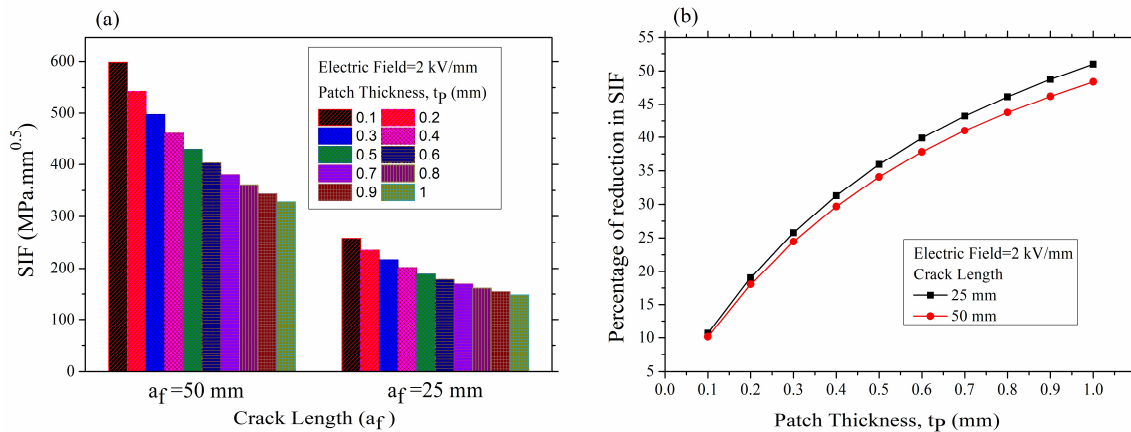 (a)
600
500
400
300
200
100
0
SIF (MPa.mm^0.5)
Electric Field=2 kV/mm
Patch Thickness, tP (mm)
0.1 0.2
0.3 0.4
0.5 0.6
0.7 0.8
0.9 1
af =50 mm af =25 mm
Crack Length (af)
(b)
55
50
45
40
35
30
25
20
15
10
5
Percentage of reduction in SIF
Electric Field=2 kV/mm
Crack Length
25 mm
50 mm
0.1 0.2 0.3 0.4 0.5 0.6 0.7 0.8 0.9 1.0
Patch Thickness, tP (mm)